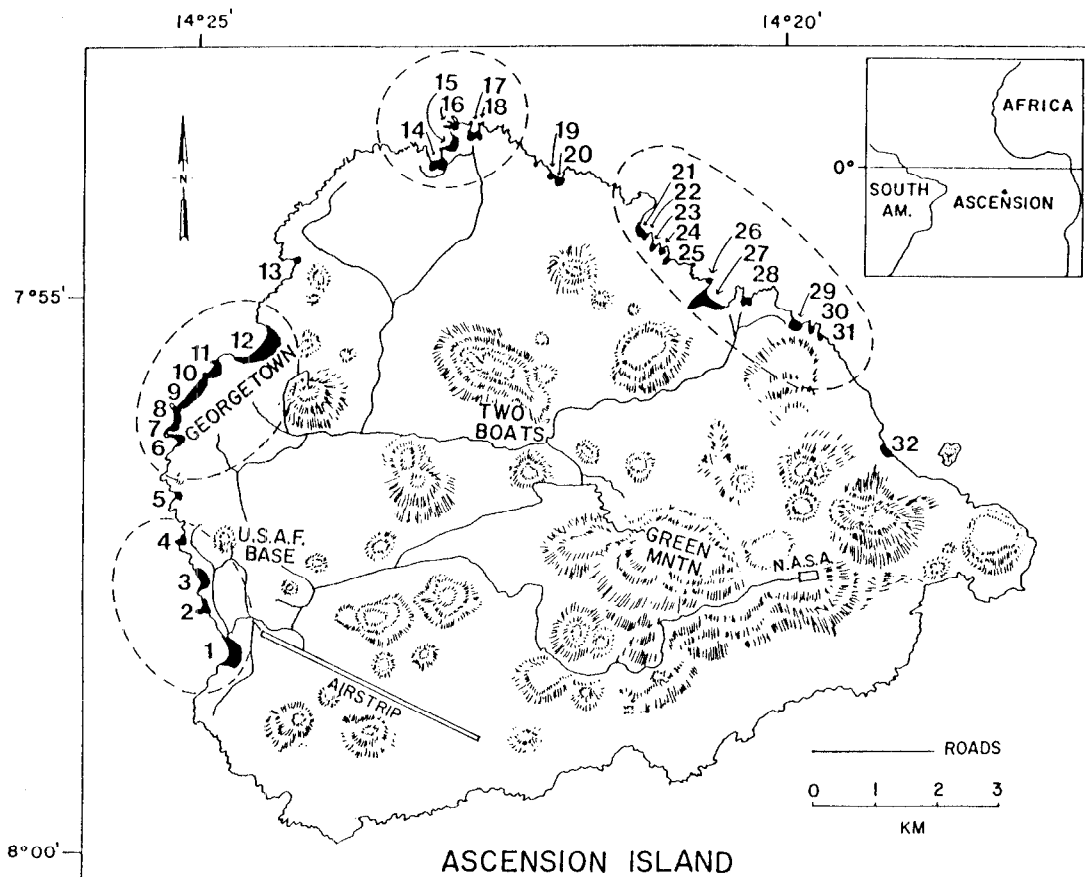 14°25'
14°20'
7°55'
8°00'
N
AFRICA
0°
SOUTH
AM.
ASCENSION
15
17
16
18
14
19
20
21
22
23
24
25
26
27
28
29
30
31
32
13
12
11
10
9
8
7
6
5
4
3
2
1
GEORGETOWN
TWO
BOATS
U.S.A.F.
BASE
GREEN
MNTN.
N.A.S.A.
AIRSTRIP
ROADS
0 1 2 3
KM
ASCENSION ISLAND